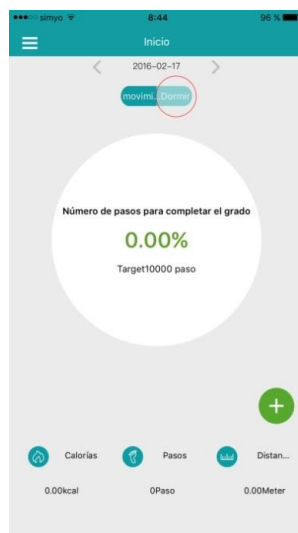 simyo 8:44 96 %
Inicio
2016-02-17
movimi... Dormir
Número de pasos para completar el grado
0.00%
Target10000 paso
+
Calorías Pasos Distan...
0.00kcal 0Paso 0.00Meter